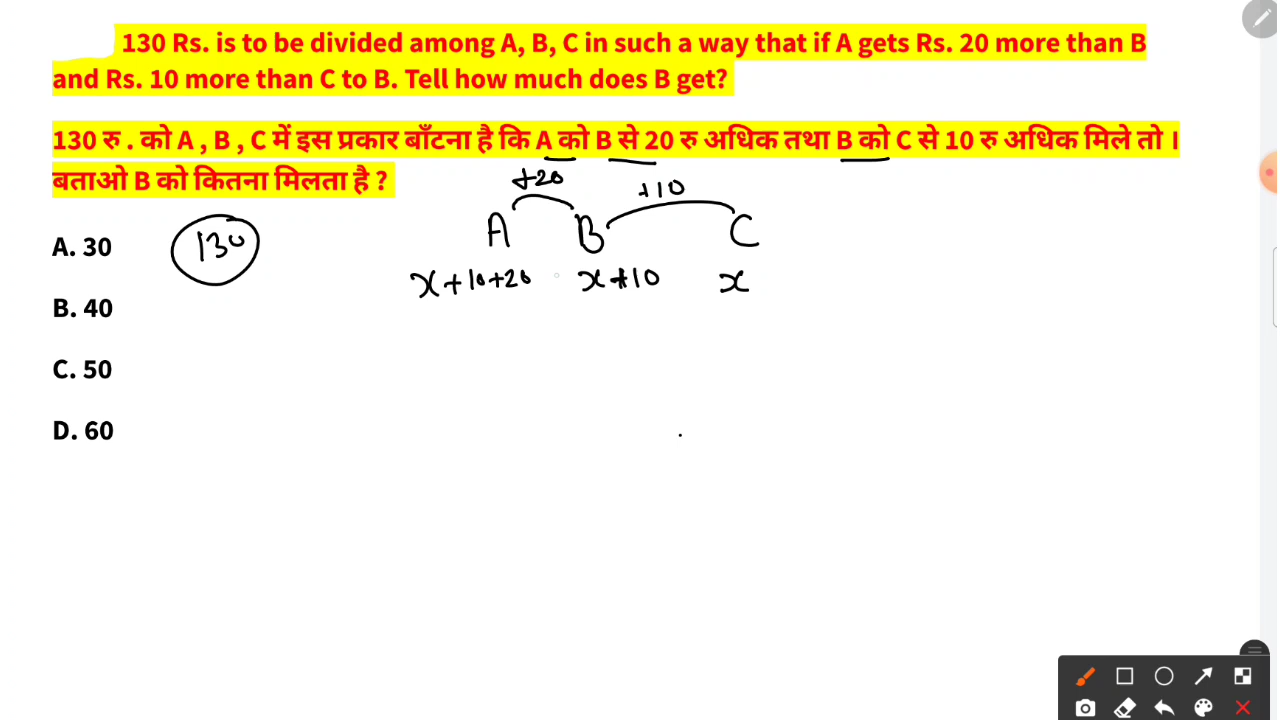 130 Rs. is to be divided among A, B, C in such a way that if A gets Rs. 20 more than B
and Rs. 10 more than C to B. Tell how much does B get?
130 रु . को A , B , C में इस प्रकार बाँटना है कि A को B से 20 रु अधिक तथा B को C से 10 रु अधिक मिले तो ।
बताओ B को कितना मिलता है ?
+20 +10
A. 30 130 A B C
x+10+20 x+10 x
B. 40
C. 50
D. 60